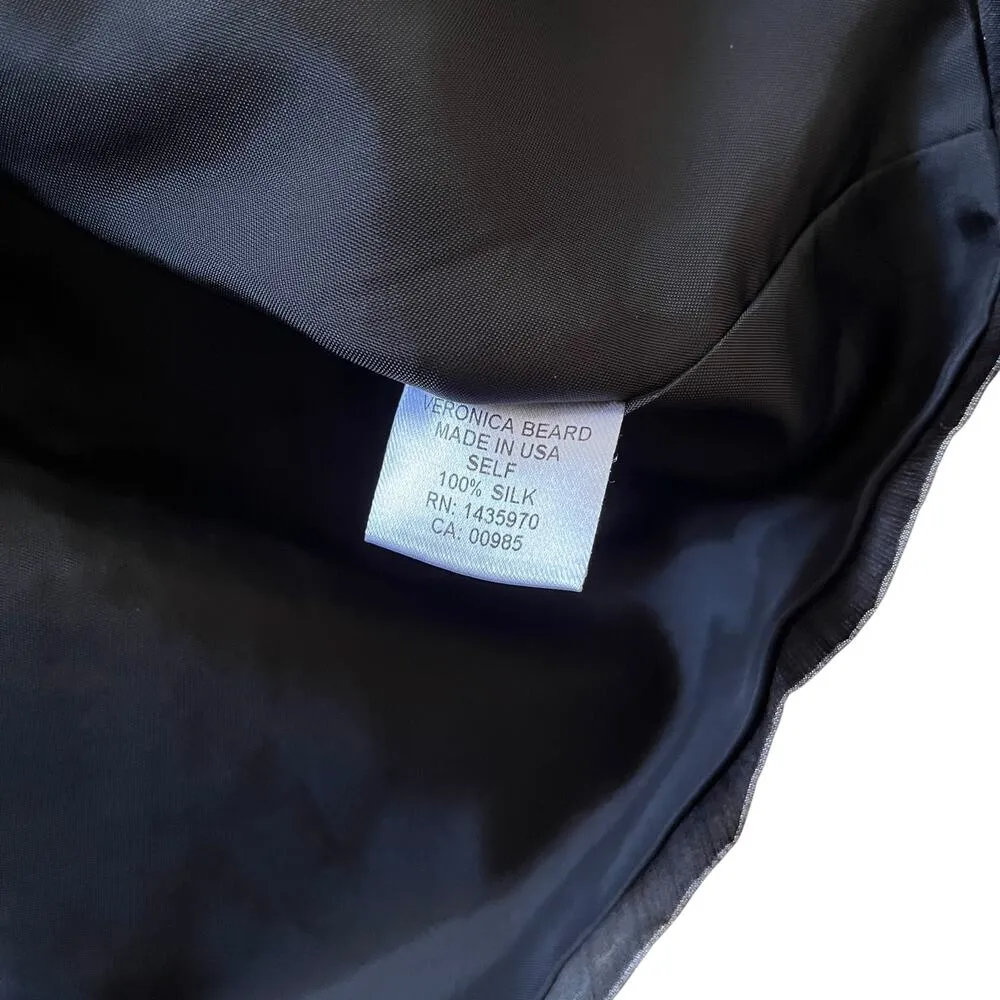 VERONICA BEARD
MADE IN USA
SELF
100% SILK
RN: 1435970
CA. 00985